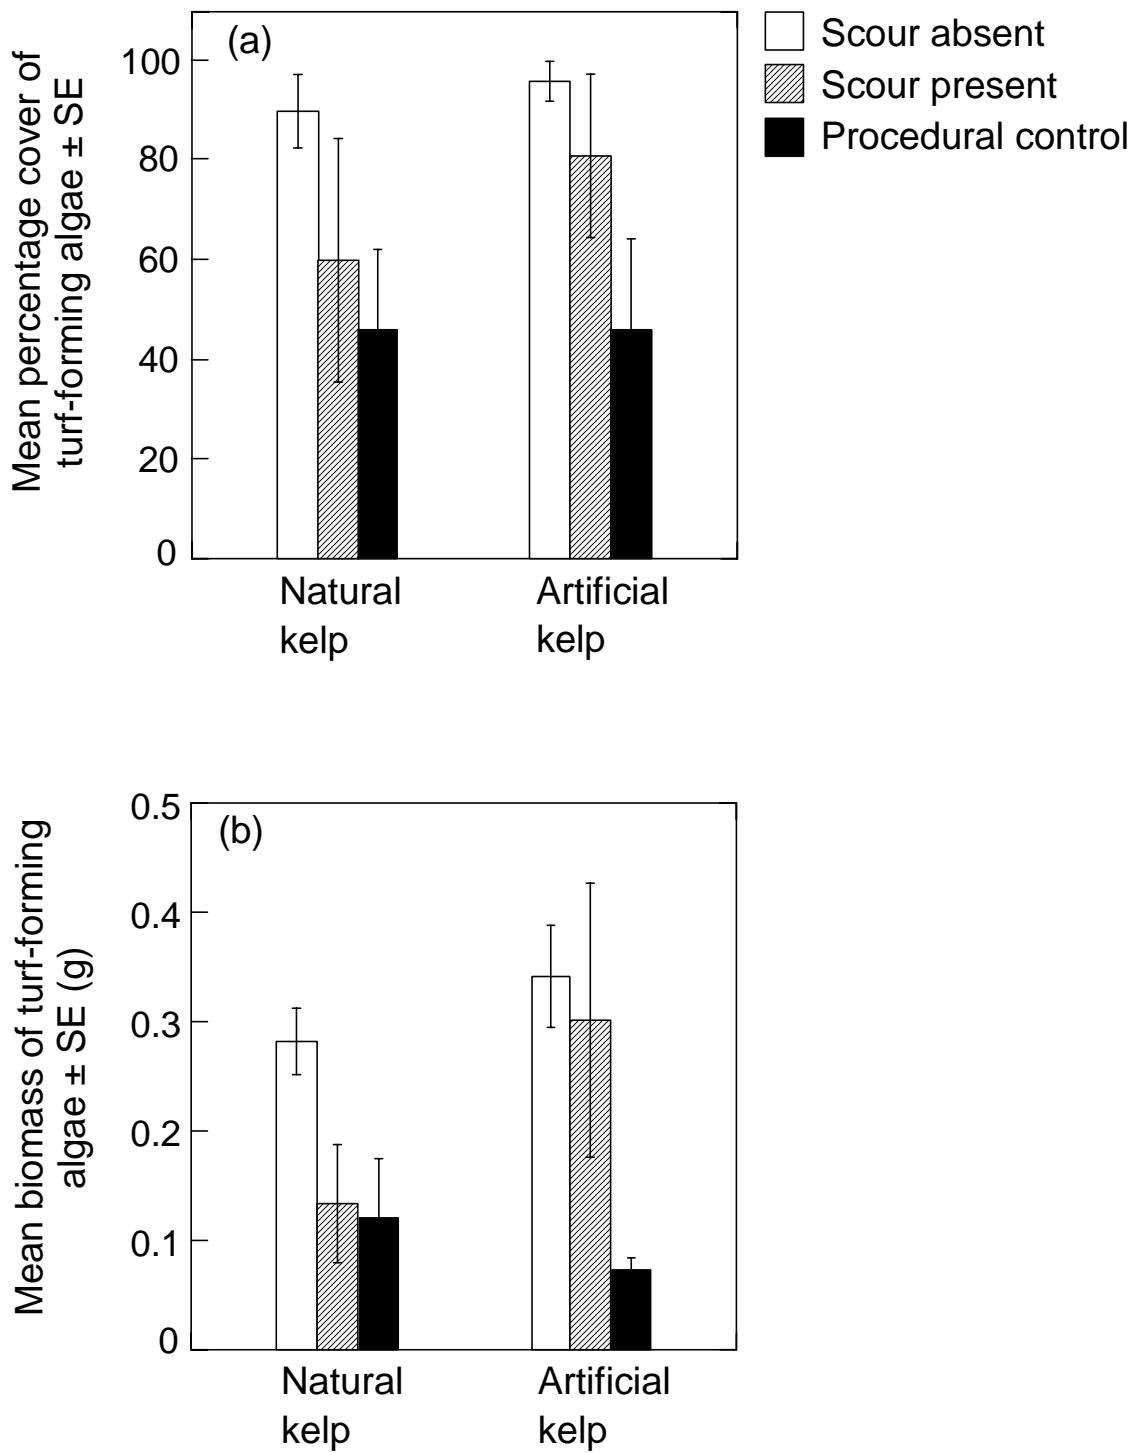 Mean percentage cover of
turf-forming algae ± SE
(a)
100
80
60
40
20
0
Natural
kelp
Artificial
kelp
Scour absent
Scour present
Procedural control
Mean biomass of turf-forming
algae ± SE (g)
(b)
0.5
0.4
0.3
0.2
0.1
0
Natural
kelp
Artificial
kelp